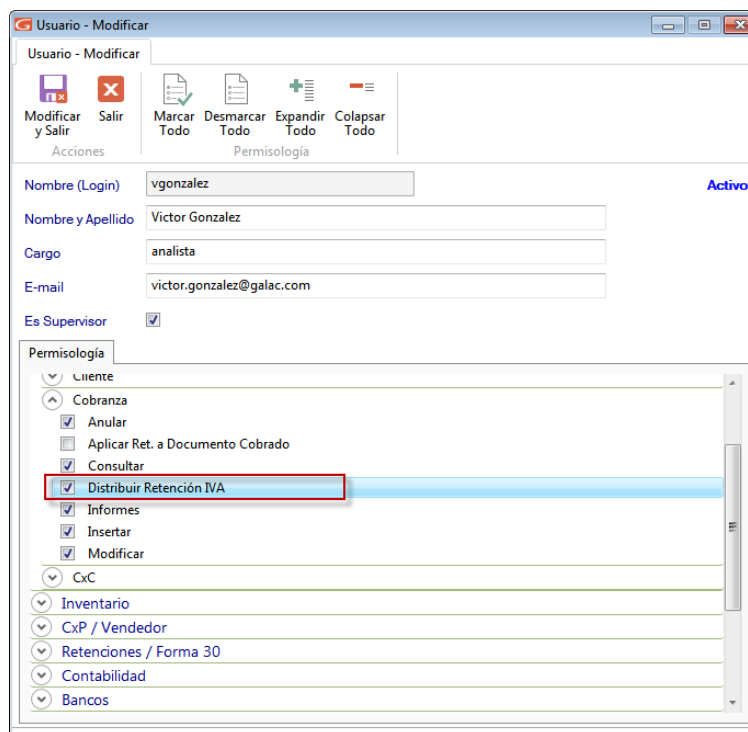 Usuario - Modificar
Usuario - Modificar
Modificar y Salir
Salir
Marcar Todo
Desmarcar Todo
Expandir Todo
Colapsar Todo
Acciones
Permisología
Nombre (Login) vgonzalez Activo
Nombre y Apellido Victor Gonzalez
Cargo analista
E-mail victor.gonzalez@galac.com
Es Supervisor
Permisología
Cliente
Cobranza
Anular
Aplicar Ret. a Documento Cobrado
Consultar
Distribuir Retención IVA
Informes
Insertar
Modificar
CxC
Inventario
CxP / Vendedor
Retenciones / Forma 30
Contabilidad
Bancos